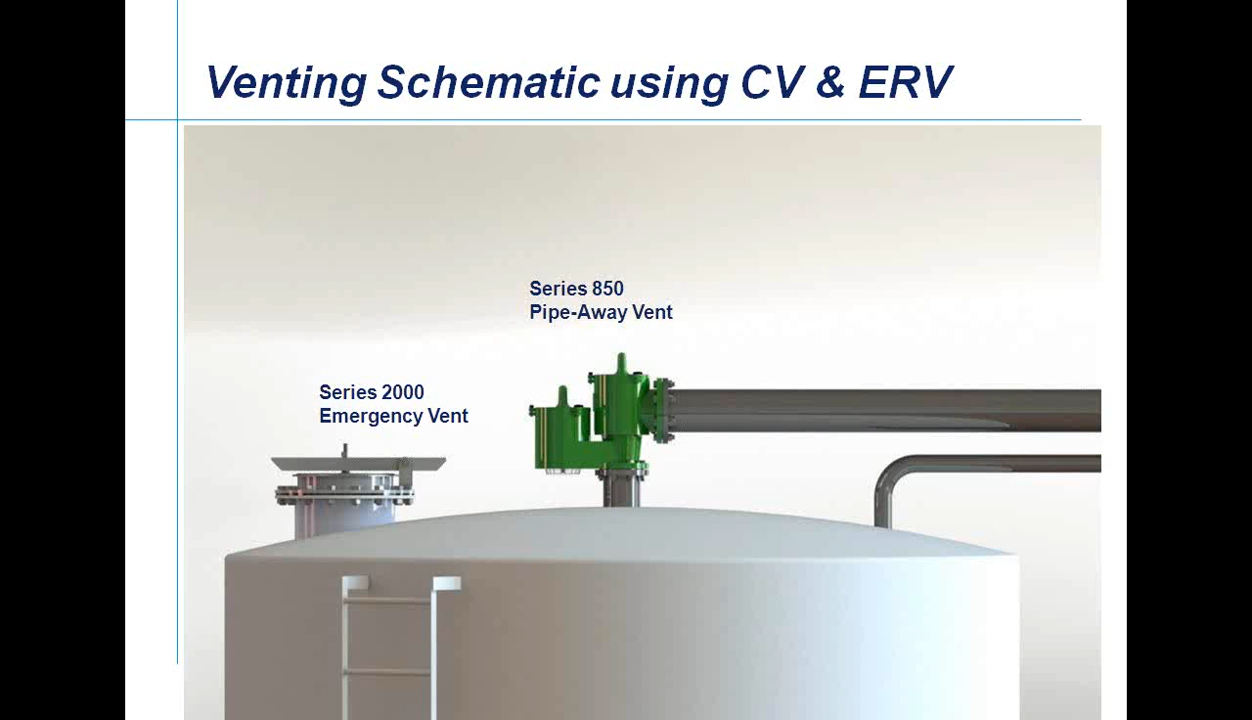 Venting Schematic using CV & ERV
Series 850
Pipe-Away Vent
Series 2000
Emergency Vent